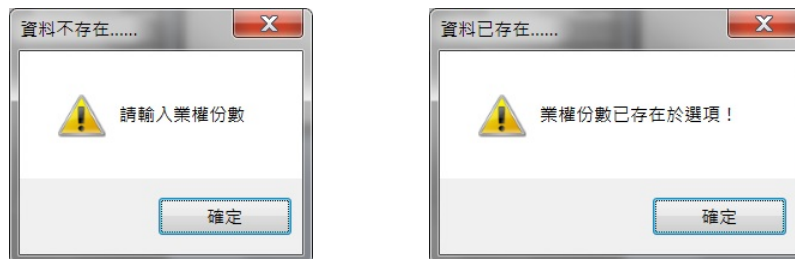 資料不存在......
請輸入業權份數
確定
資料已存在......
業權份數已存在於選項！
確定